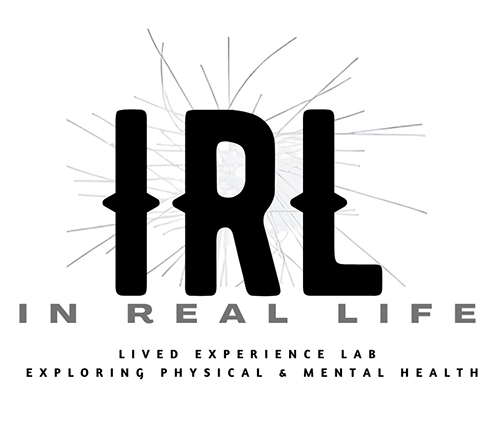 IRL
IN REAL LIFE
LIVED EXPERIENCE LAB
EXPLORING PHYSICAL & MENTAL HEALTH